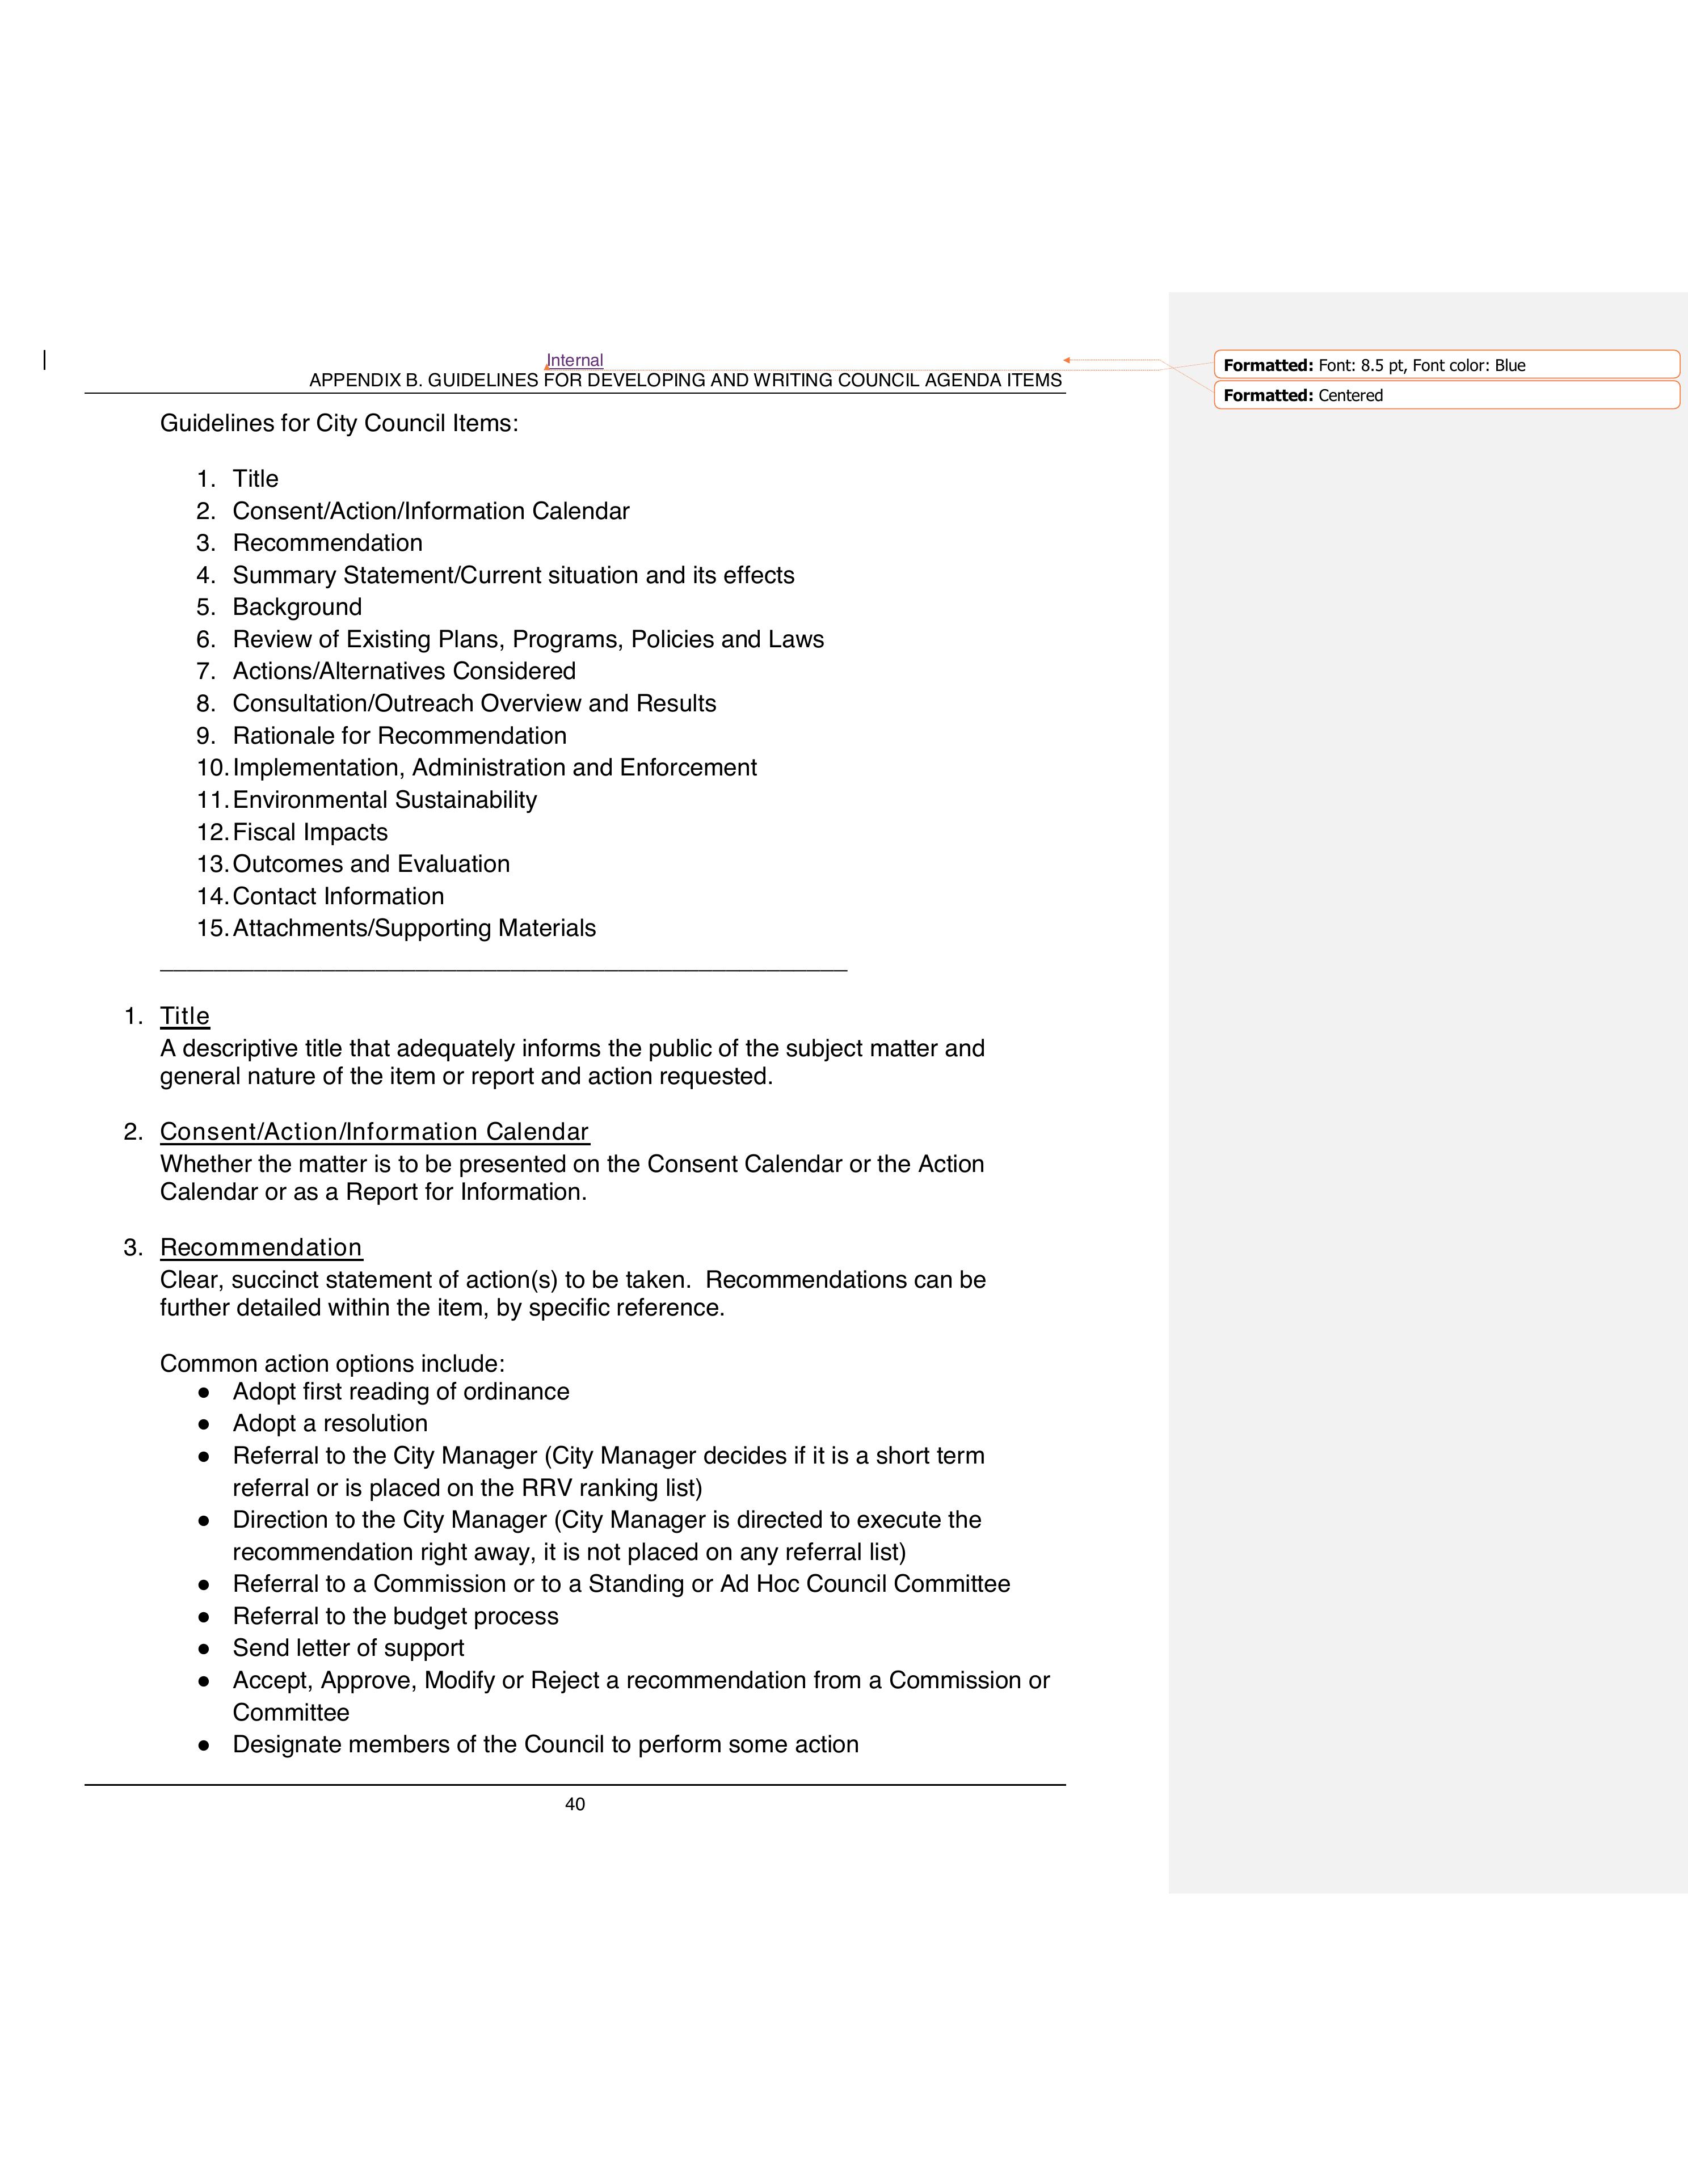 Internal
APPENDIX B. GUIDELINES FOR DEVELOPING AND WRITING COUNCIL AGENDA ITEMS
Formatted: Font: 8.5 pt, Font color: Blue
Formatted: Centered
Guidelines for City Council Items:
1. Title
2. Consent/Action/Information Calendar
3. Recommendation
4. Summary Statement/Current situation and its effects
5. Background
6. Review of Existing Plans, Programs, Policies and Laws
7. Actions/Alternatives Considered
8. Consultation/Outreach Overview and Results
9. Rationale for Recommendation
10. Implementation, Administration and Enforcement
11. Environmental Sustainability
12. Fiscal Impacts
13. Outcomes and Evaluation
14. Contact Information
15. Attachments/Supporting Materials
1. Title
A descriptive title that adequately informs the public of the subject matter and
general nature of the item or report and action requested.
2. Consent/Action/Information Calendar
Whether the matter is to be presented on the Consent Calendar or the Action
Calendar or as a Report for Information.
3. Recommendation
Clear, succinct statement of action(s) to be taken.  Recommendations can be
further detailed within the item, by specific reference.
Common action options include:
● Adopt first reading of ordinance
● Adopt a resolution
● Referral to the City Manager (City Manager decides if it is a short term
referral or is placed on the RRV ranking list)
● Direction to the City Manager (City Manager is directed to execute the
recommendation right away, it is not placed on any referral list)
● Referral to a Commission or to a Standing or Ad Hoc Council Committee
● Referral to the budget process
● Send letter of support
● Accept, Approve, Modify or Reject a recommendation from a Commission or
Committee
● Designate members of the Council to perform some action
40